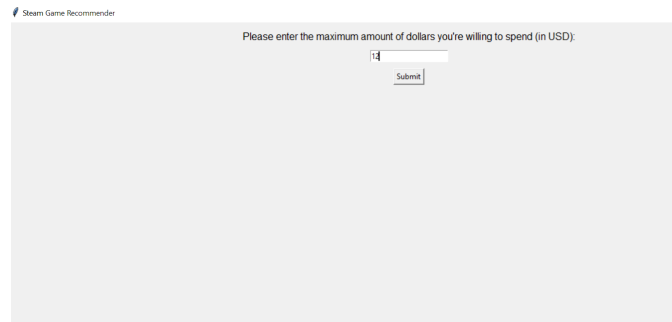 Steam Game Recommender
Please enter the maximum amount of dollars you're willing to spend (in USD):
12
Submit